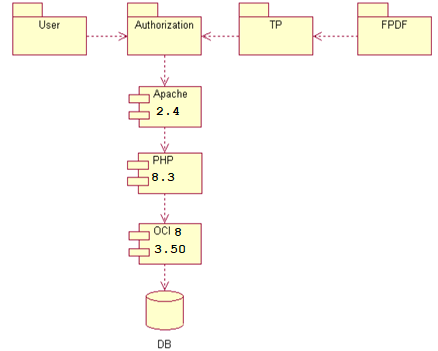 User
Authorization
TP
FPDF
Apache
2.4
PHP
8.3
OCI 8
3.50
DB